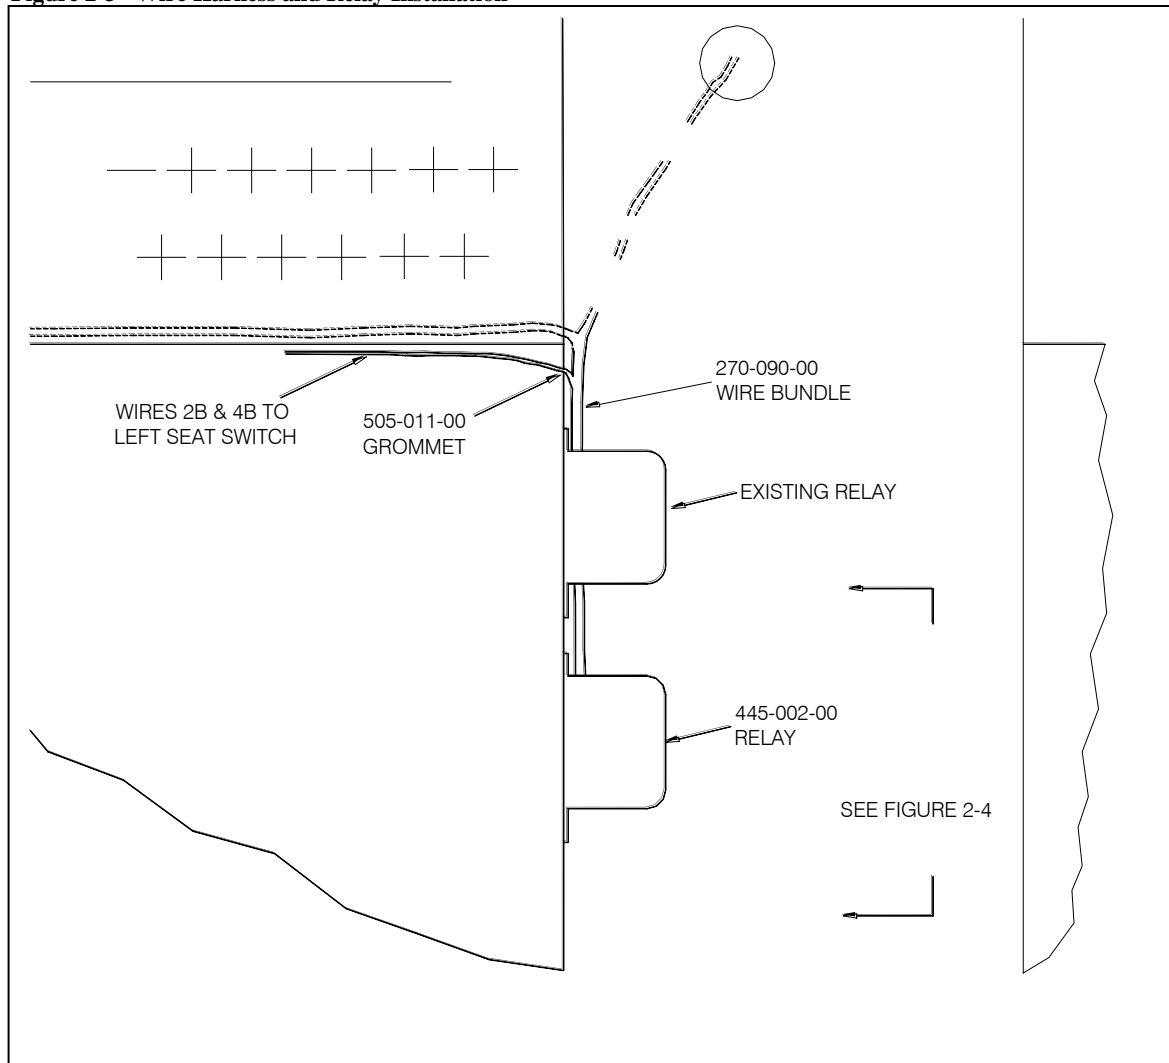 Figure 2-3 Wire Harness and Relay Installation
270-090-00
WIRE BUNDLE
WIRES 2B & 4B TO
LEFT SEAT SWITCH
505-011-00
GROMMET
EXISTING RELAY
445-002-00
RELAY
SEE FIGURE 2-4